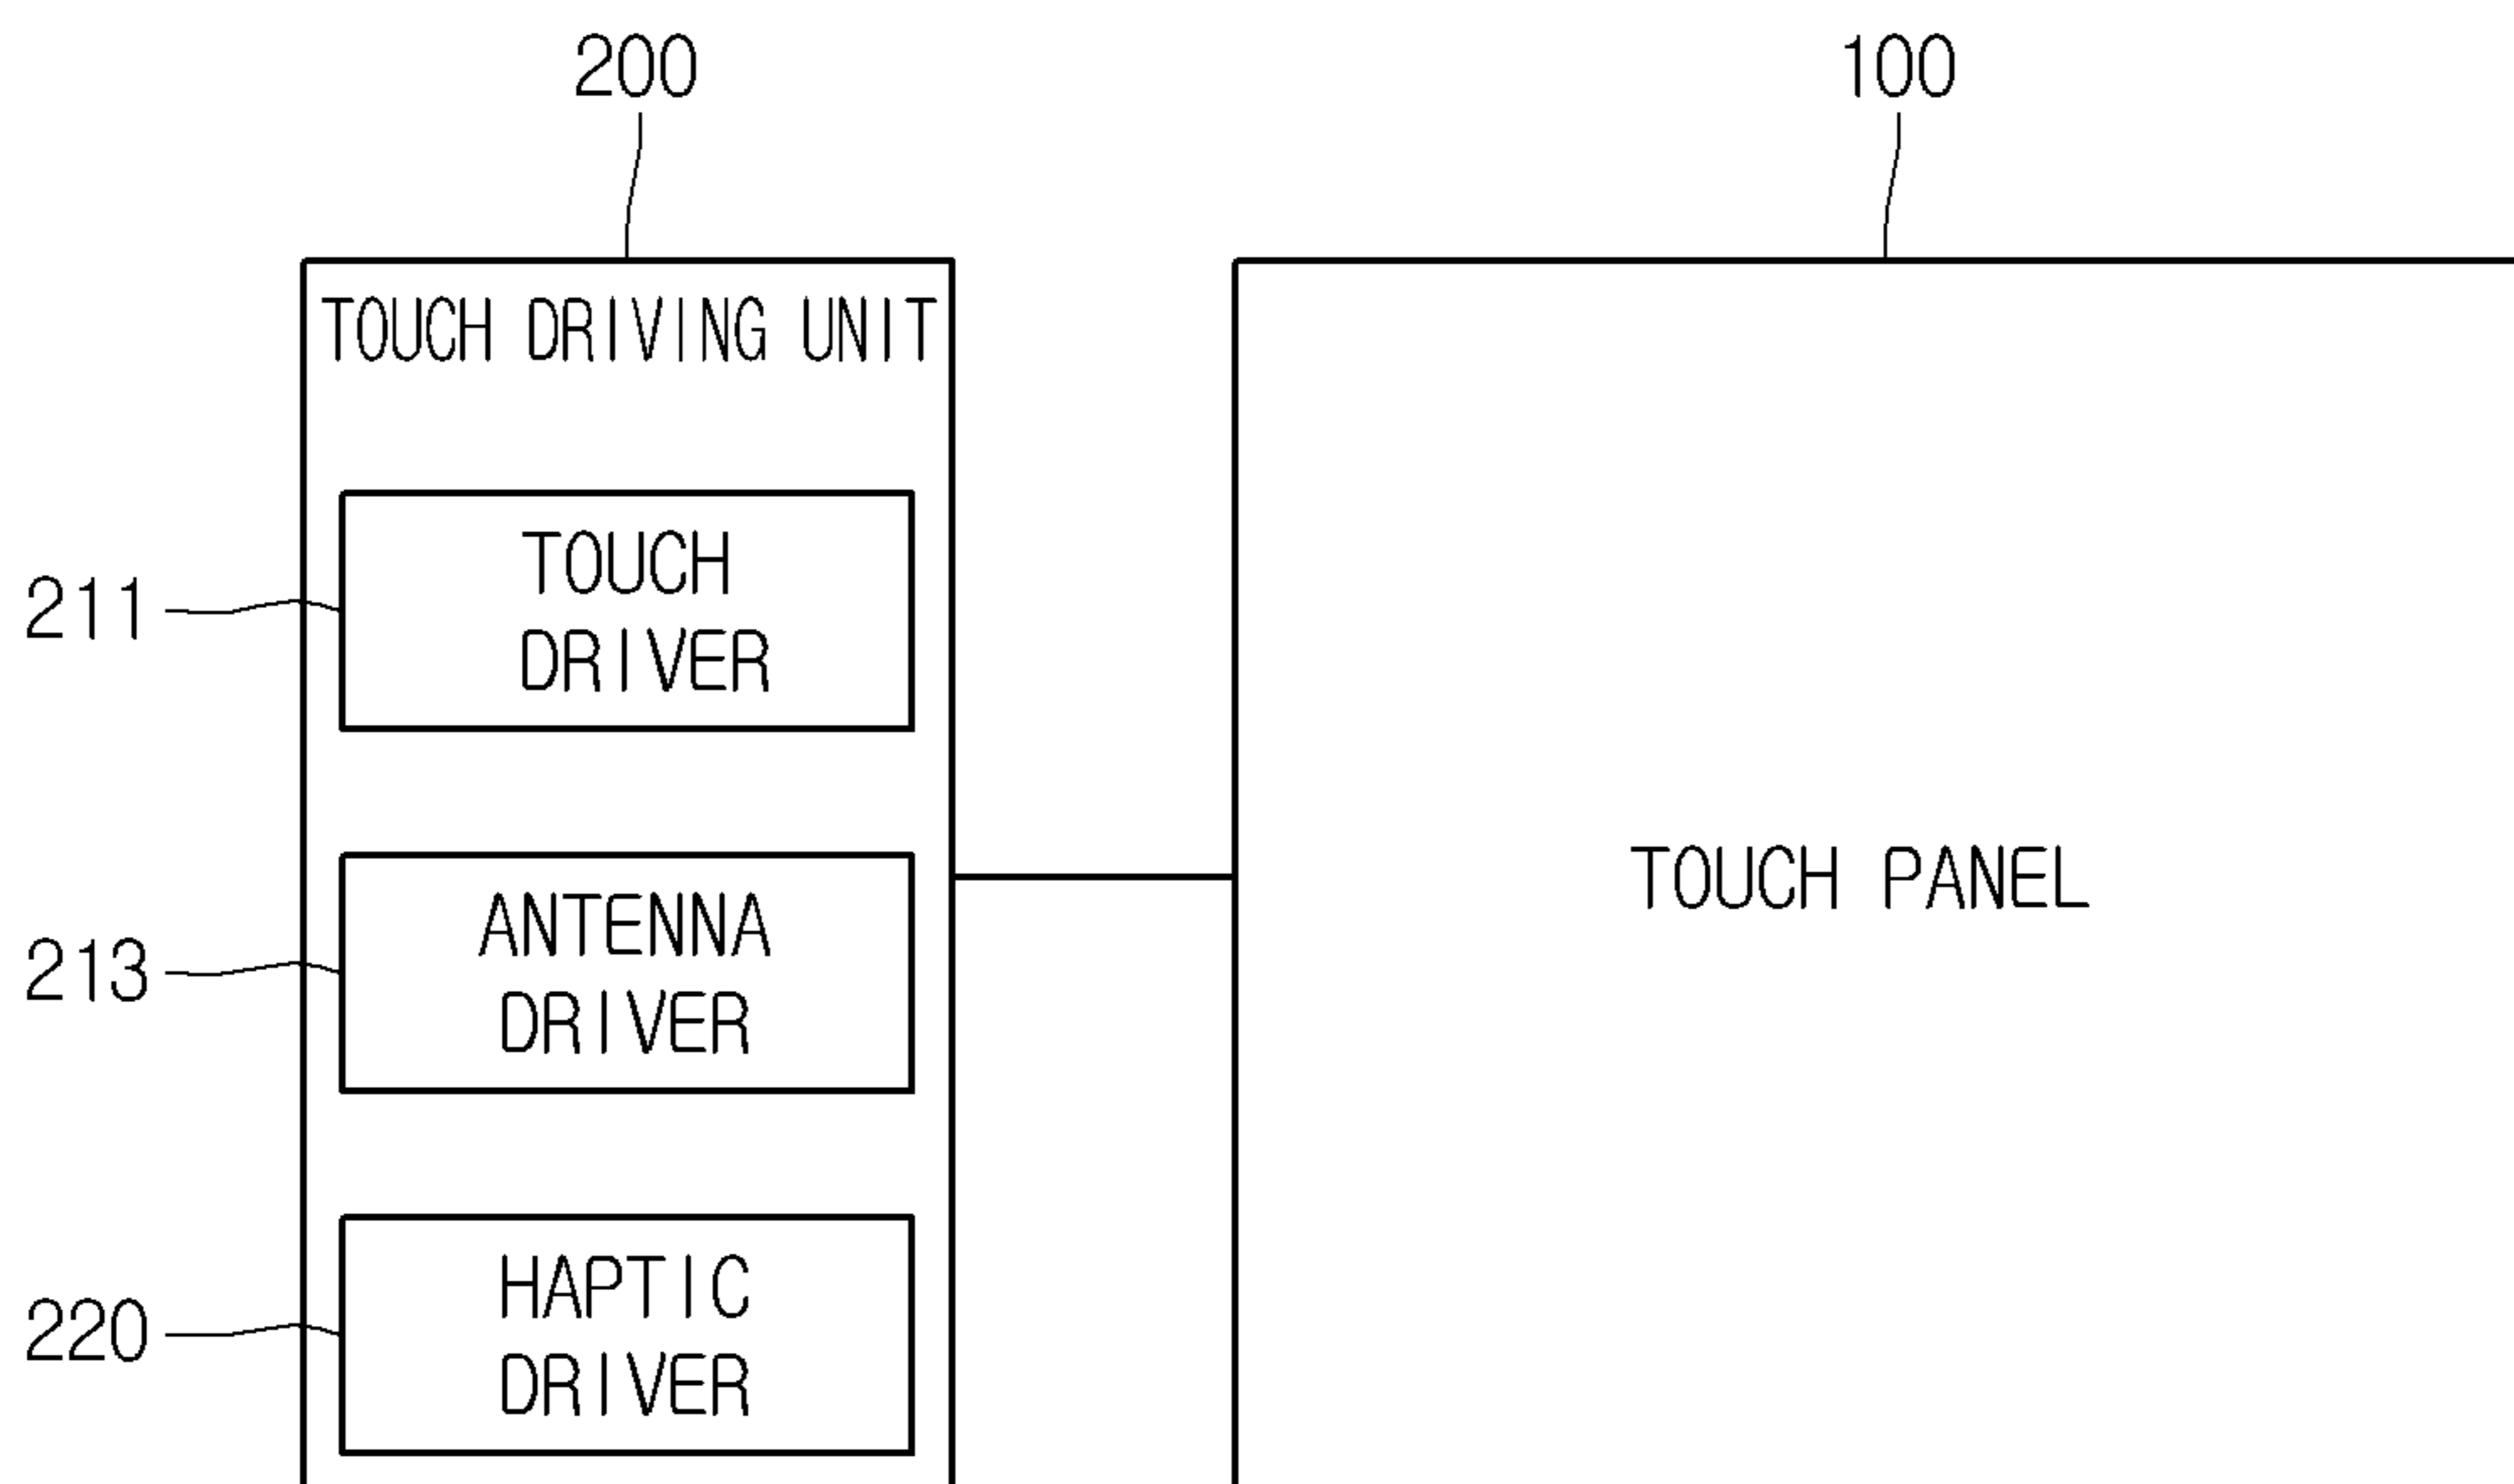 200
100
TOUCH DRIVING UNIT
211
TOUCH
DRIVER
TOUCH PANEL
213
ANTENNA
DRIVER
220
HAPTIC
DRIVER